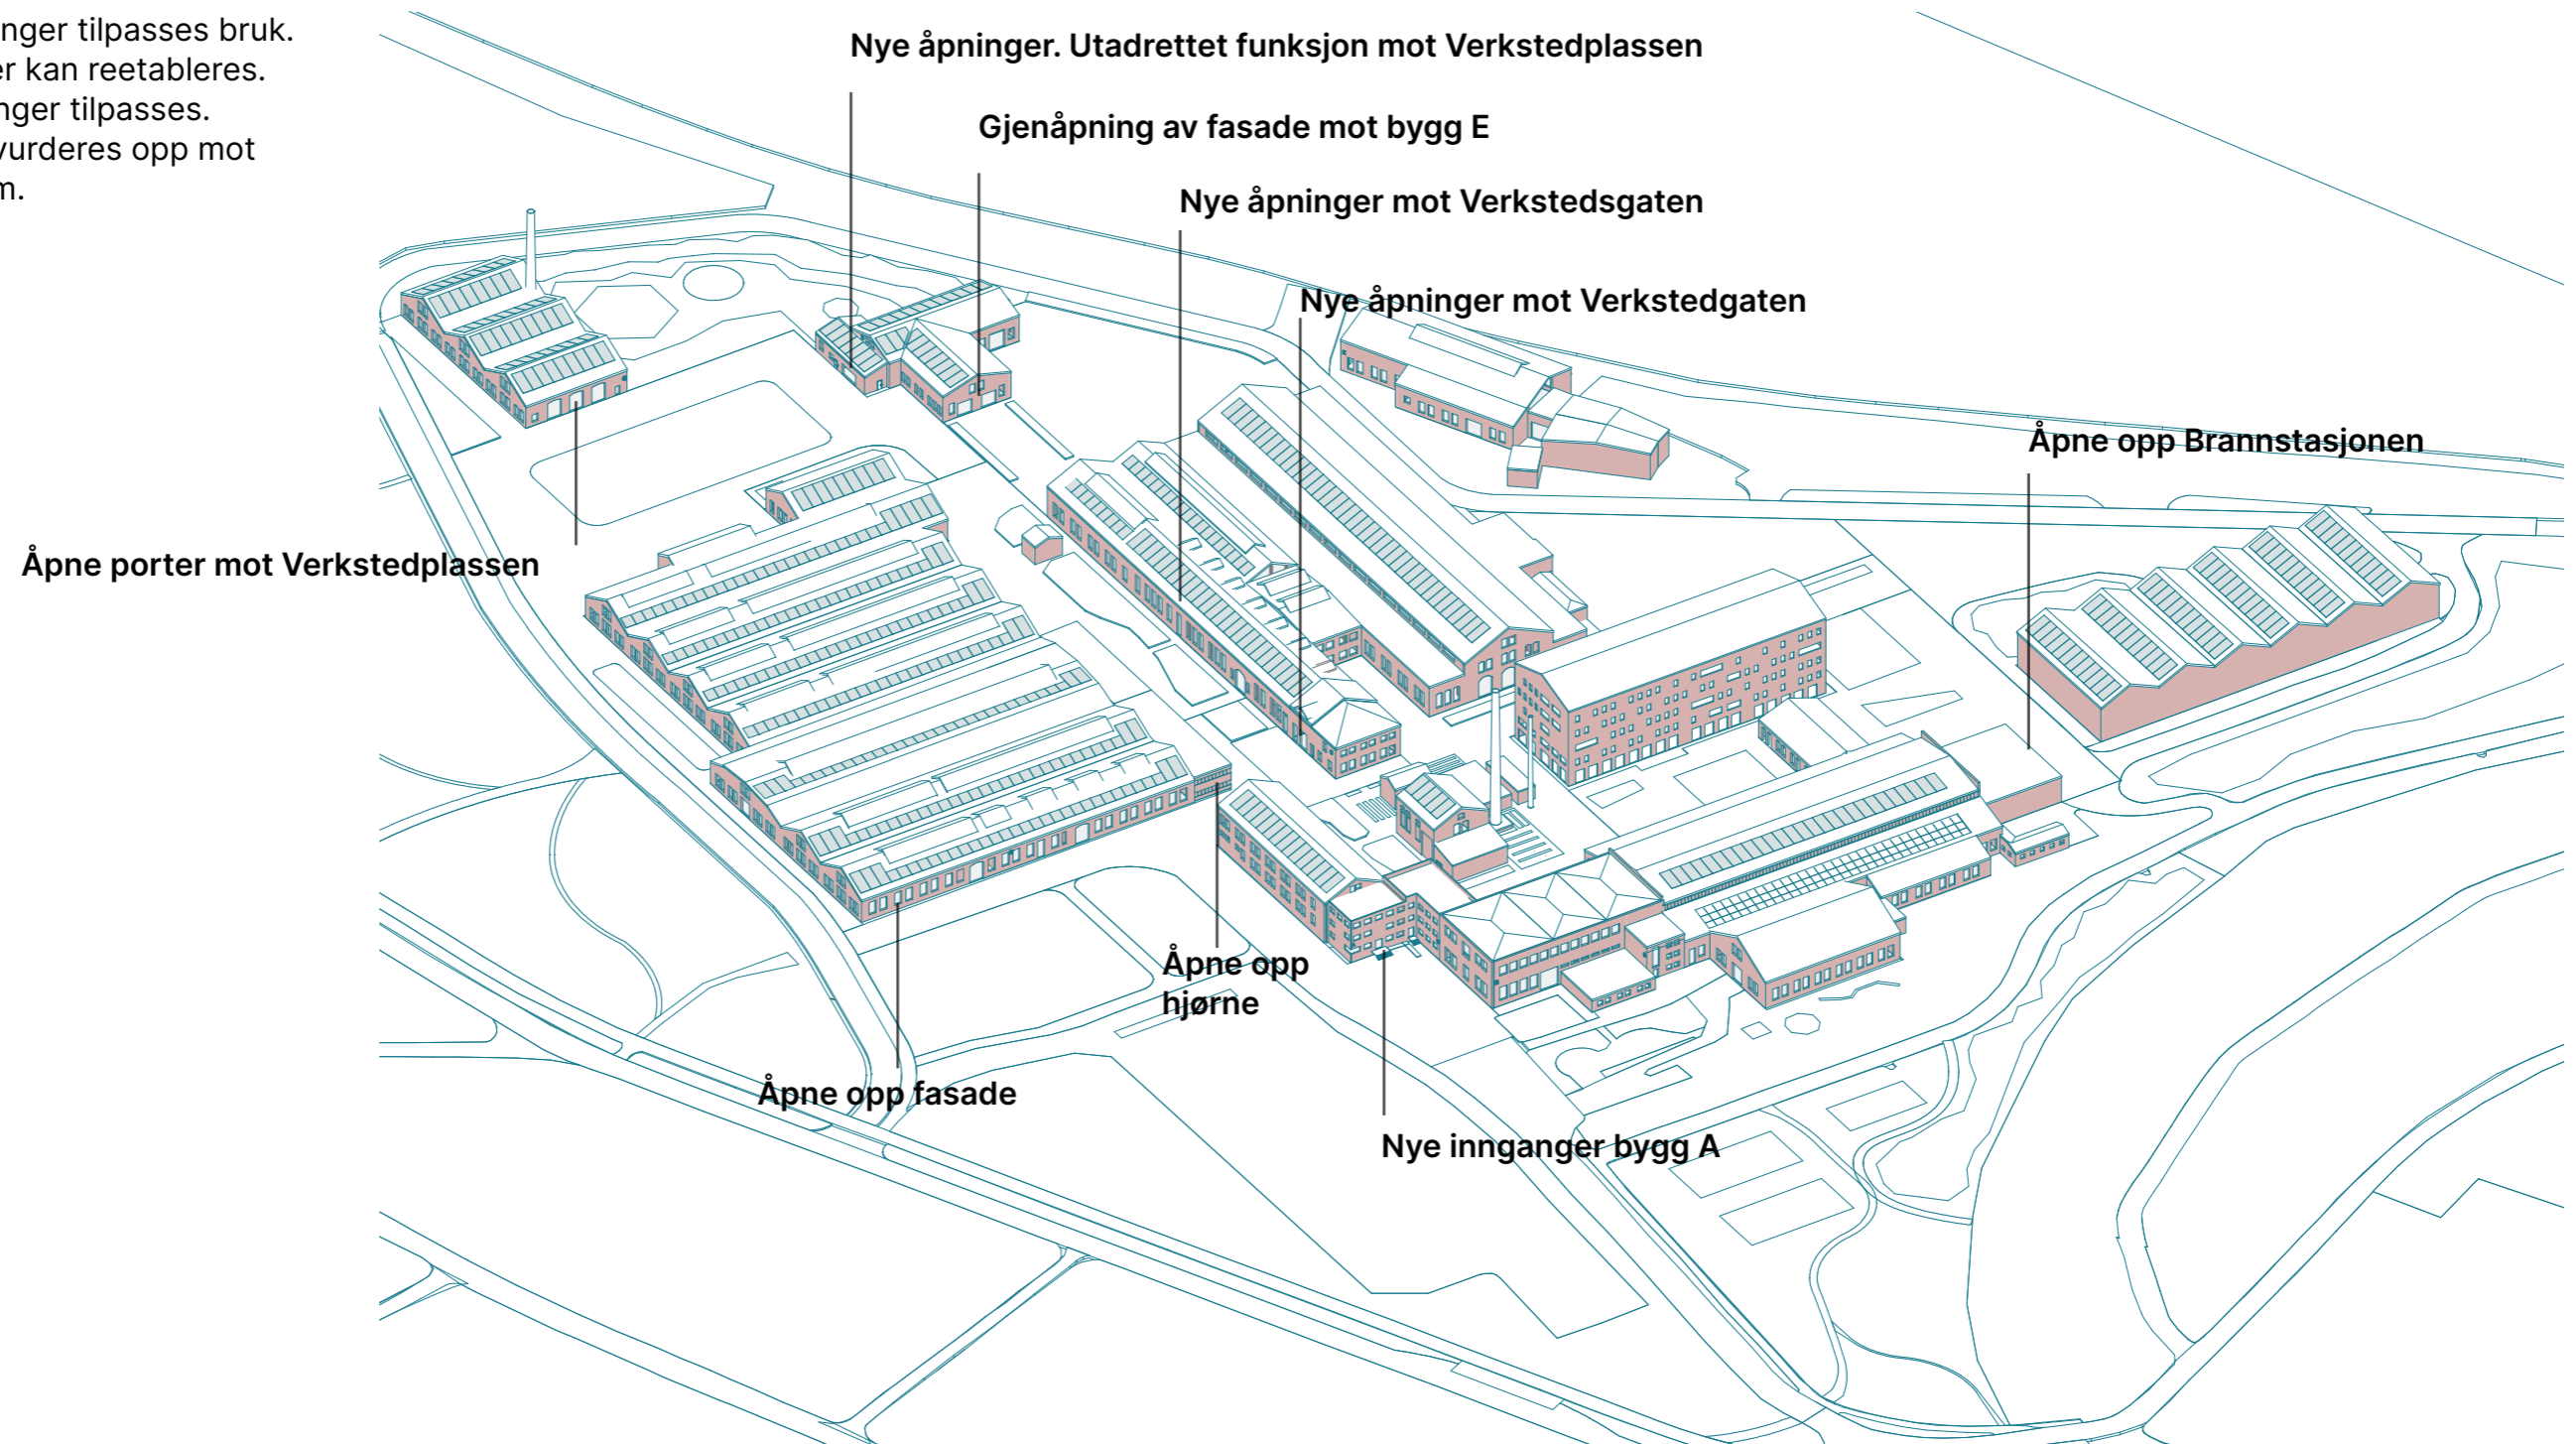 nger tilpasses bruk.
er kan reetableres.
nger tilpasses.
vurderes opp mot
m.
Nye åpninger. Utadrettet funksjon mot Verkstedplassen
Gjenåpning av fasade mot bygg E
Nye åpninger mot Verkstedsgaten
Nye åpninger mot Verkstedgaten
Åpne opp Brannstasjonen
Åpne porter mot Verkstedplassen
Åpne opp
hjørne
Åpne opp fasade
Nye innganger bygg A